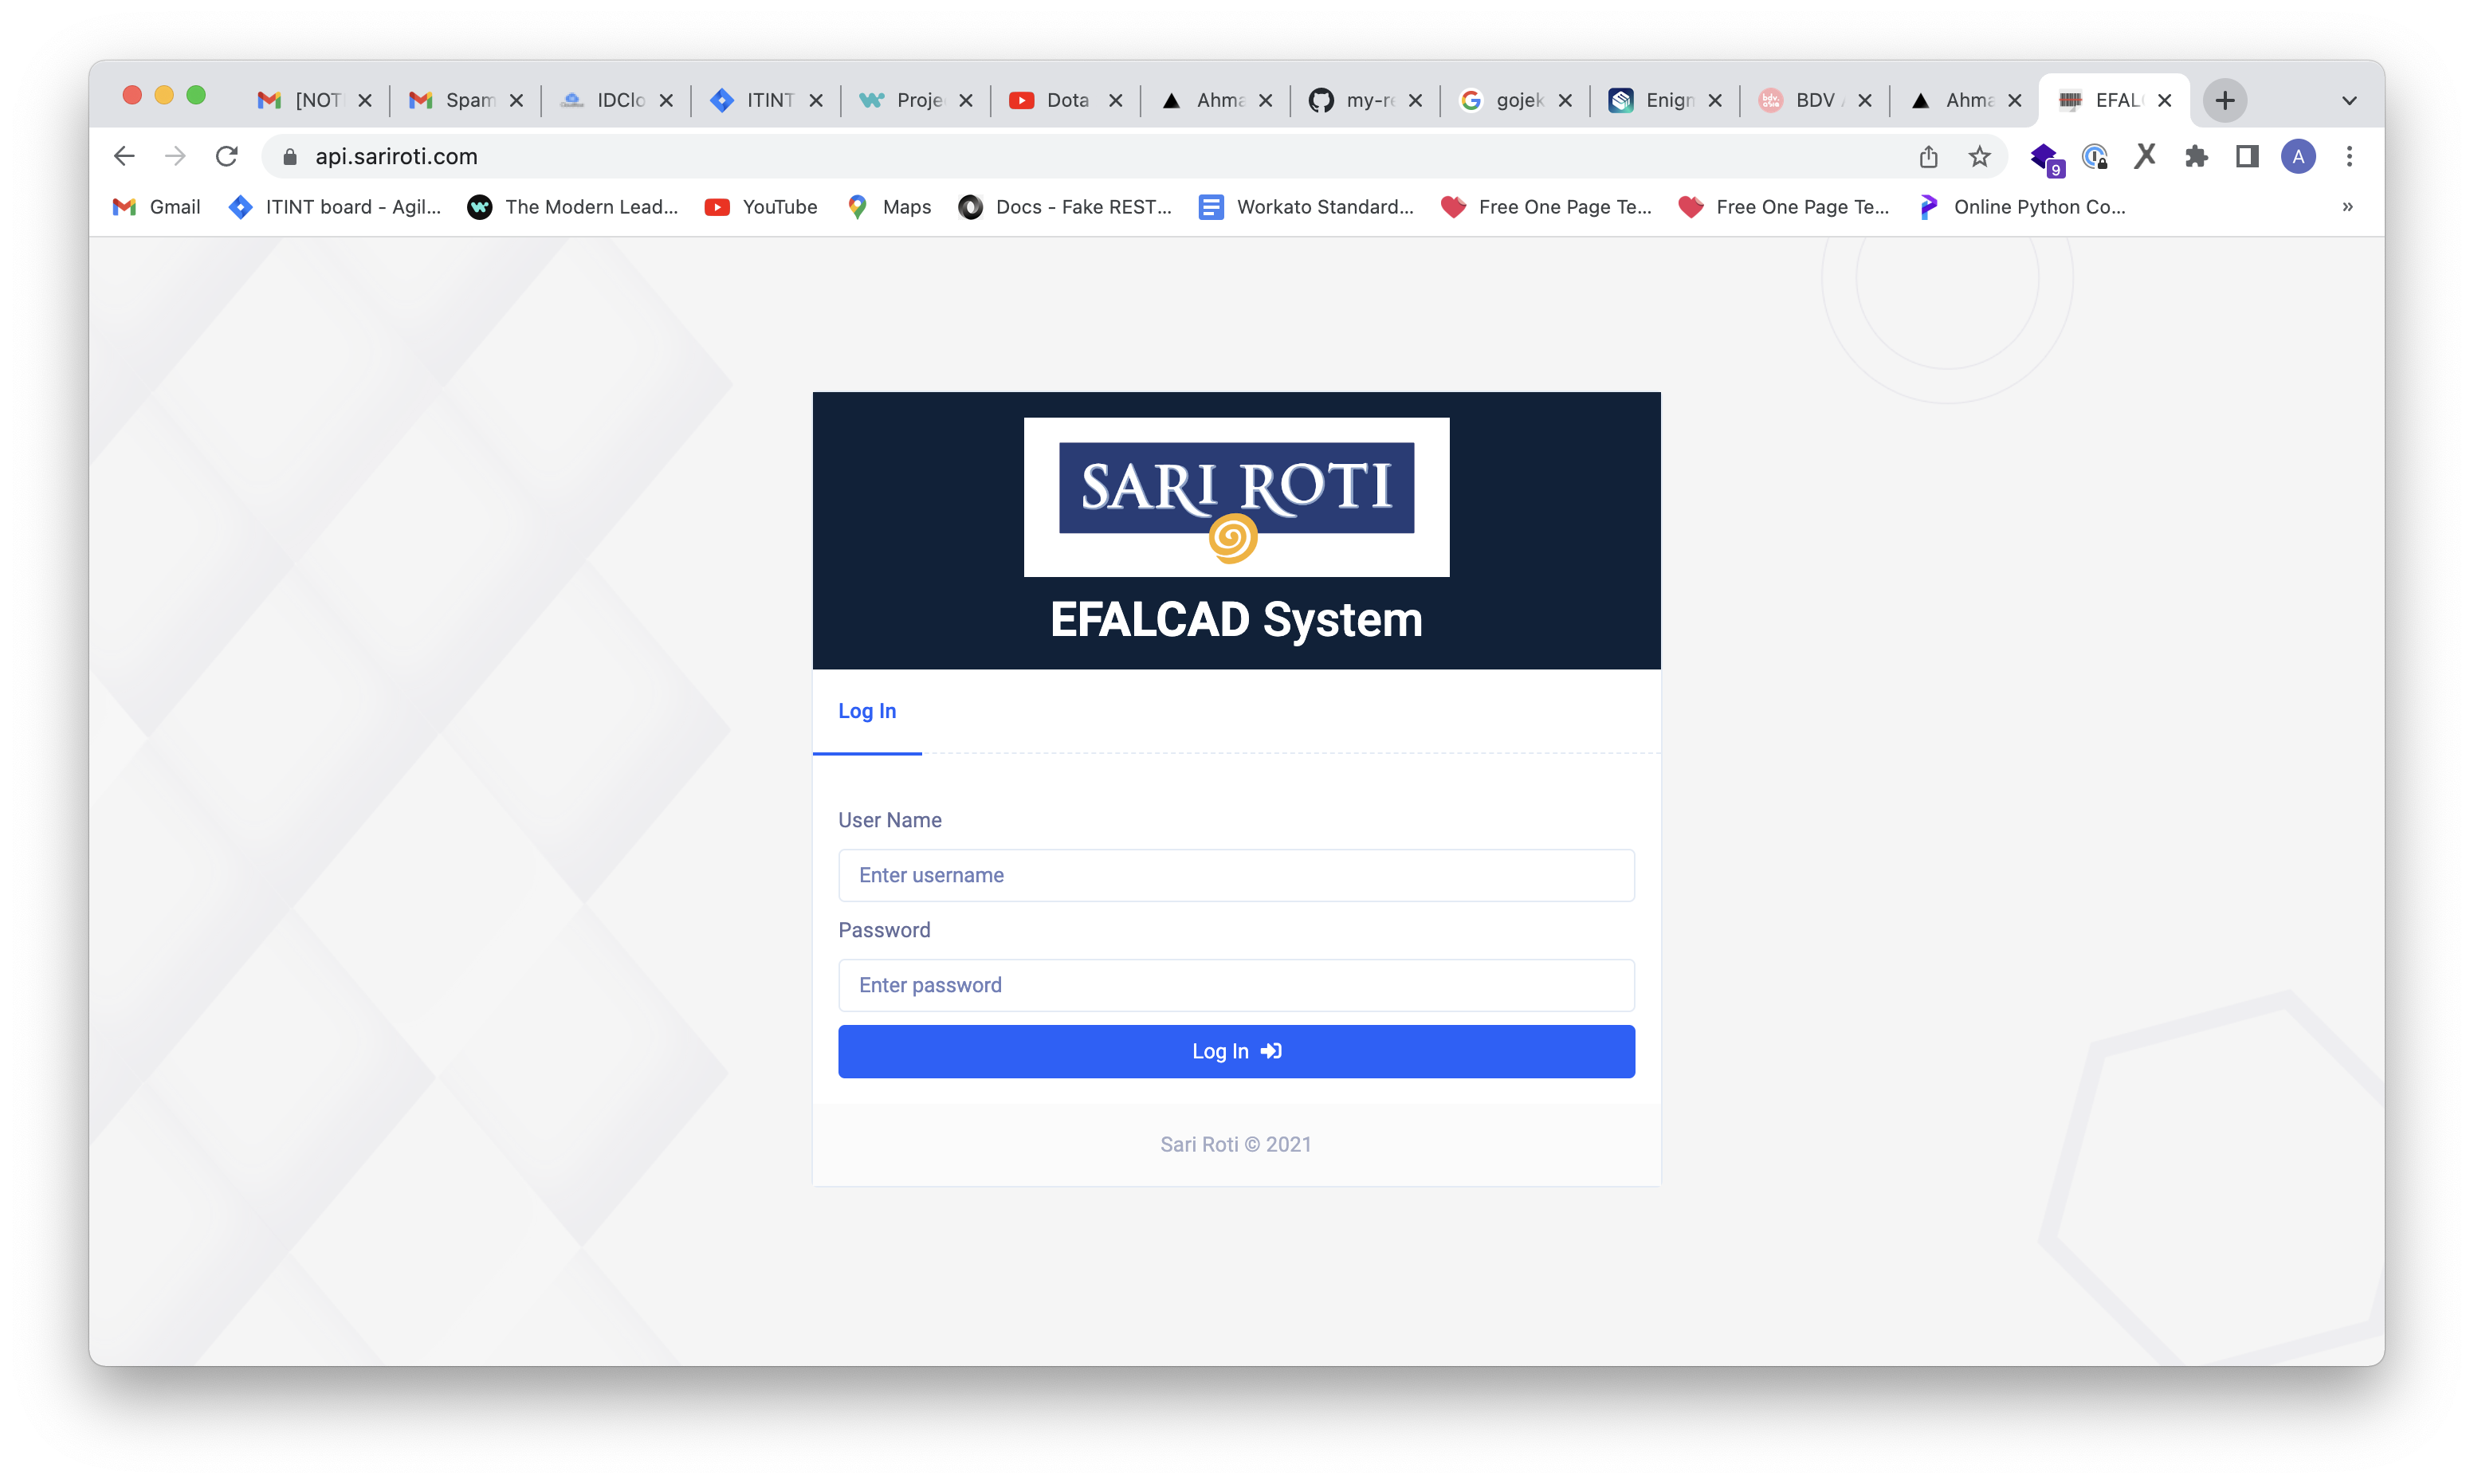 [NOT Spam IDClo ITINT Proje Dota Ahma my-re gojek Enigm BDV Ahma EFAL
api.sariroti.com A
9
Gmail ITINT board - Agil... The Modern Lead... YouTube Maps Docs - Fake REST... Workato Standard... Free One Page Te... Free One Page Te... Online Python Co... »
SARI ROTI
EFALCAD System
Log In
User Name
Enter username
Password
Enter password
Log In
Sari Roti © 2021